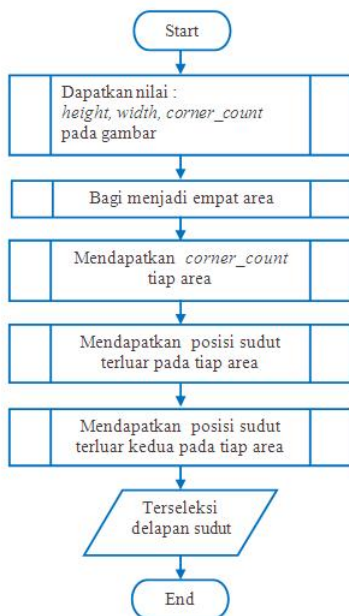 Start
Dapatkan nilai :
height, width, corner_count
pada gambar
Bagi menjadi empat area
Mendapatkan corner_count
tiap area
Mendapatkan posisi sudut
terluar pada tiap area
Mendapatkan posisi sudut
terluar kedua pada tiap area
Terseleksi
delapan sudut
End